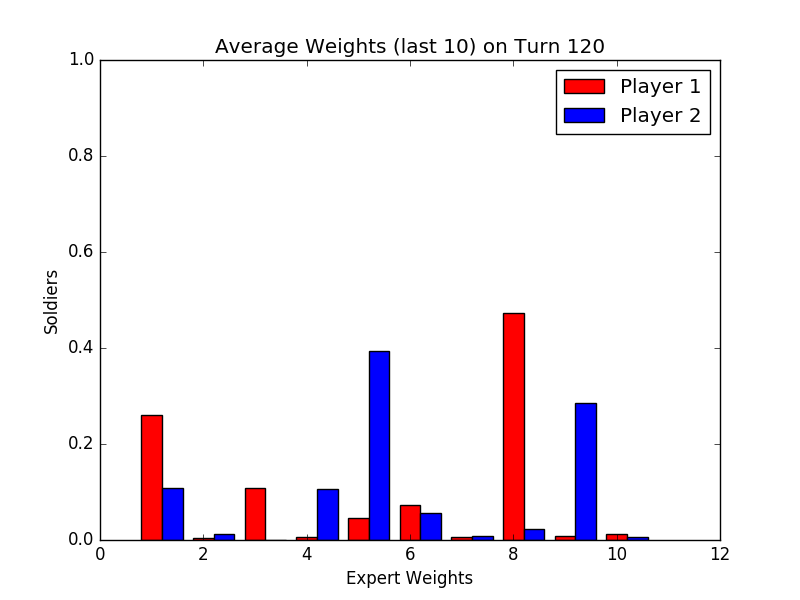 Average Weights (last 10) on Turn 120
Player 1
Player 2
1.0
0.8
0.6
0.4
0.2
0.0
Soldiers
0 2 4 6 8 10 12
Expert Weights